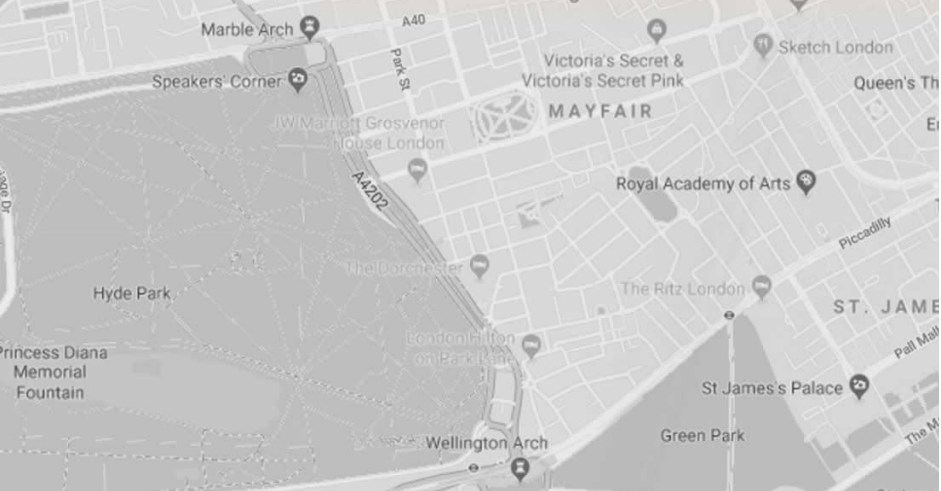 A40
Marble Arch
Park St
Speakers' Corner
Victoria's Secret &
Victoria's Secret Pink
Sketch London
Queen's Th
MAYFAIR
JW Marriott Grosvenor
House London
Royal Academy of Arts
A4202
Piccadilly
The Dorchester
Hyde Park
The Ritz London
ST. JAME
London Hilton
on Park Lane
Pall Mall
Princess Diana
Memorial
Fountain
St James's Palace
Green Park
Wellington Arch
The M